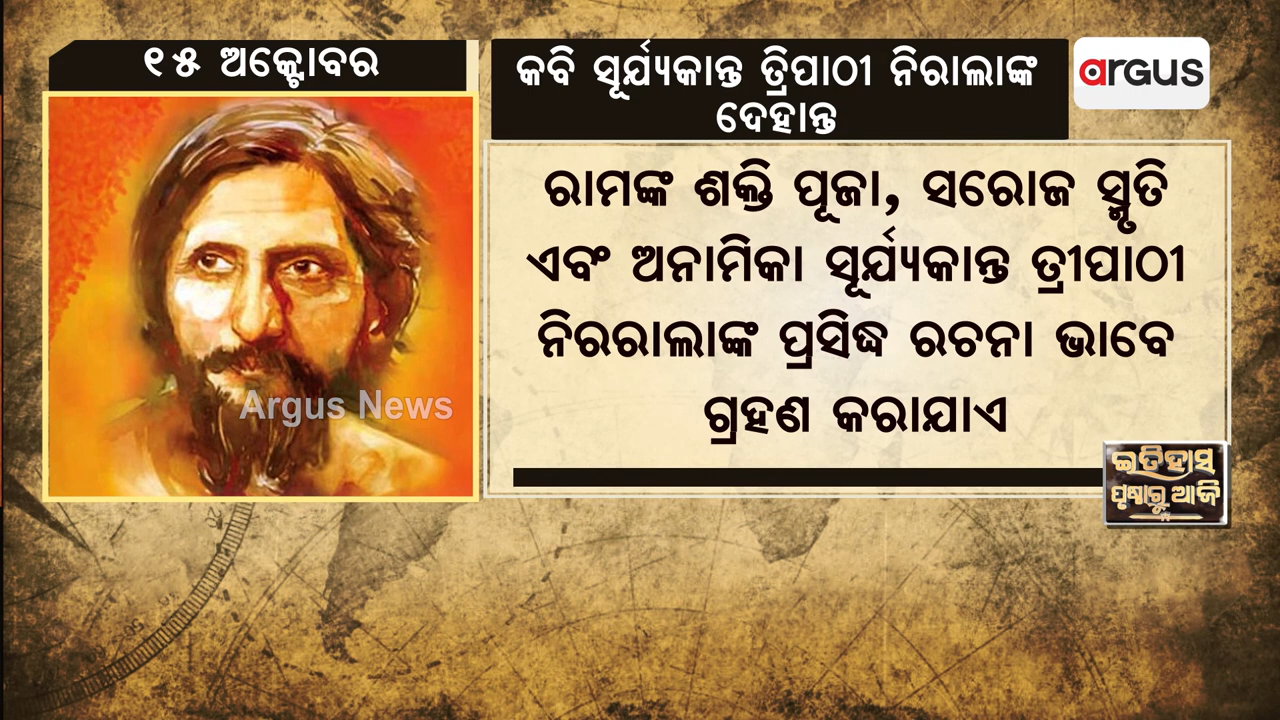 ୧୫ ଅକ୍ଟୋବର
କବି ସୂର୍ଯ୍ୟକାନ୍ତ ତ୍ରିପାଠୀ ନିରାଲାଙ୍କ
ଦେହାନ୍ତ
argus
ରାମଙ୍କ ଶକ୍ତି ପୂଜା, ସରୋଜ ସ୍ମୃତି
ଏବଂ ଅନାମିକା ସୂର୍ଯ୍ୟକାନ୍ତ ତ୍ରୀପାଠୀ
ନିରରାଲାଙ୍କ ପ୍ରସିଦ୍ଧ ରଚନା ଭାବେ
ଗ୍ରହଣ କରାଯାଏ
Argus News
ଇତିହାସ
ପୃଷ୍ଠାରୁ ଆଜି